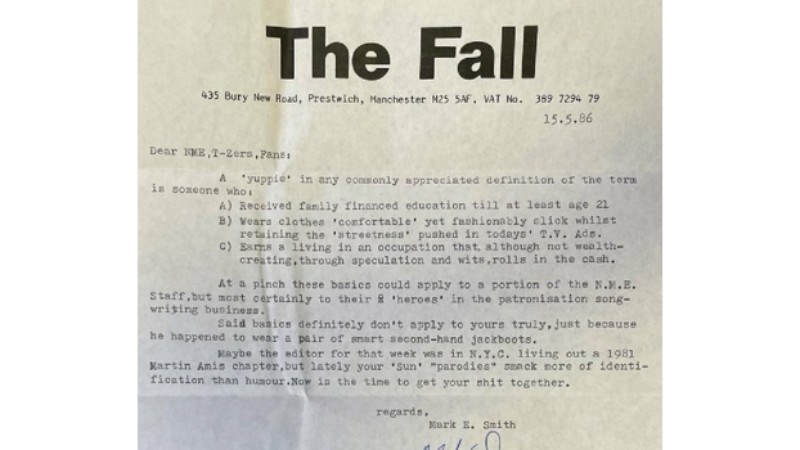 The Fall
435 Bury New Road, Prestwich, Manchester M25 5AF. VAT No. 389 7294 79
15.5.86
Dear NME,T-Zers,Fans:
A 'yuppie' in any commonly appreciated definition of the term
is someone who:
A) Received family financed education till at least age 21
B) Wears clothes 'comfortable' yet fashionably slick whilst
retaining the 'streetness' pushed in todays' T.V. Ads.
C) Earns a living in an occupation that, although not wealth-
creating,through speculation and wits,rolls in the cash.
At a pinch these basics could apply to a portion of the N.M.E.
Staff,but most certainly to their 'heroes' in the patronisation song-
writing business.
Said basics definitely don't apply to yours truly,just because
he happened to wear a pair of smart second-hand jackboots.
Maybe the editor for that week was in N.Y.C. living out a 1981
Martin Amis chapter,but lately your 'Sun' "parodies" smack more of identi-
fication than humour.Now is the time to get your shit together.
regards,
Mark E. Smith